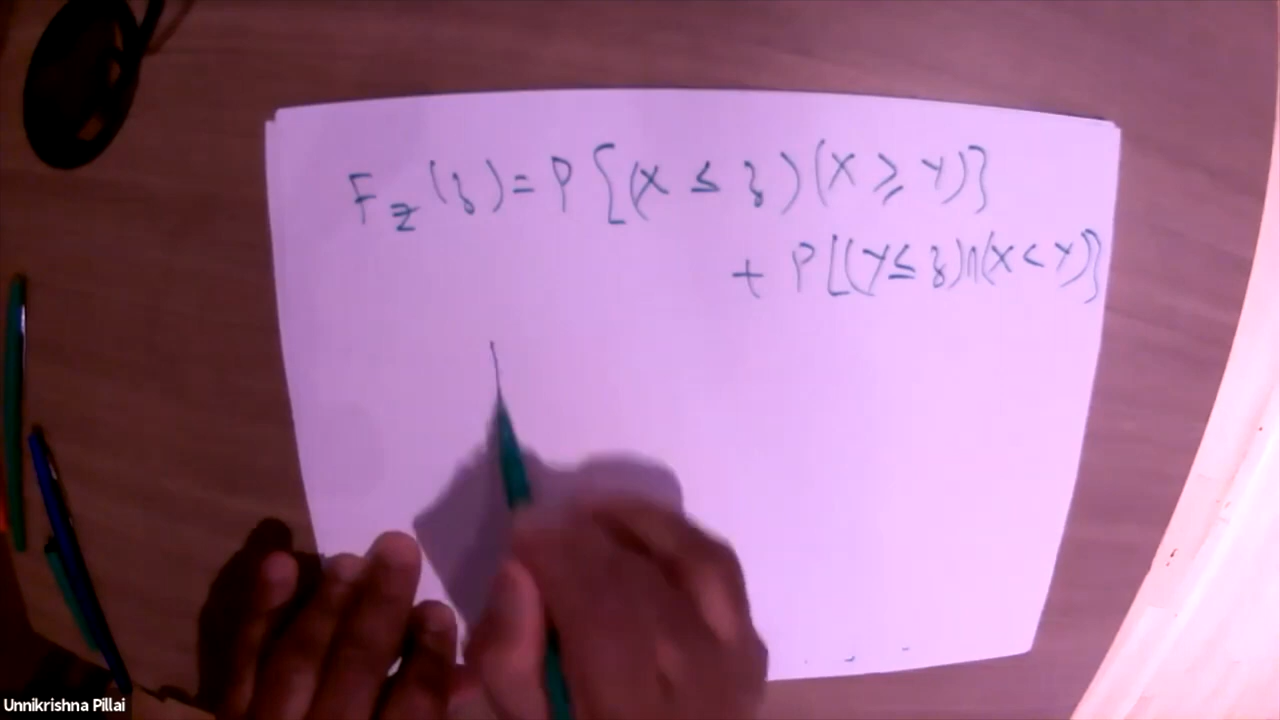 F_z(z) = P{(X ≤ z)(X ≥ Y)}
+ P{(Y ≤ z)∩(X < Y)}
Unnikrishna Pillai